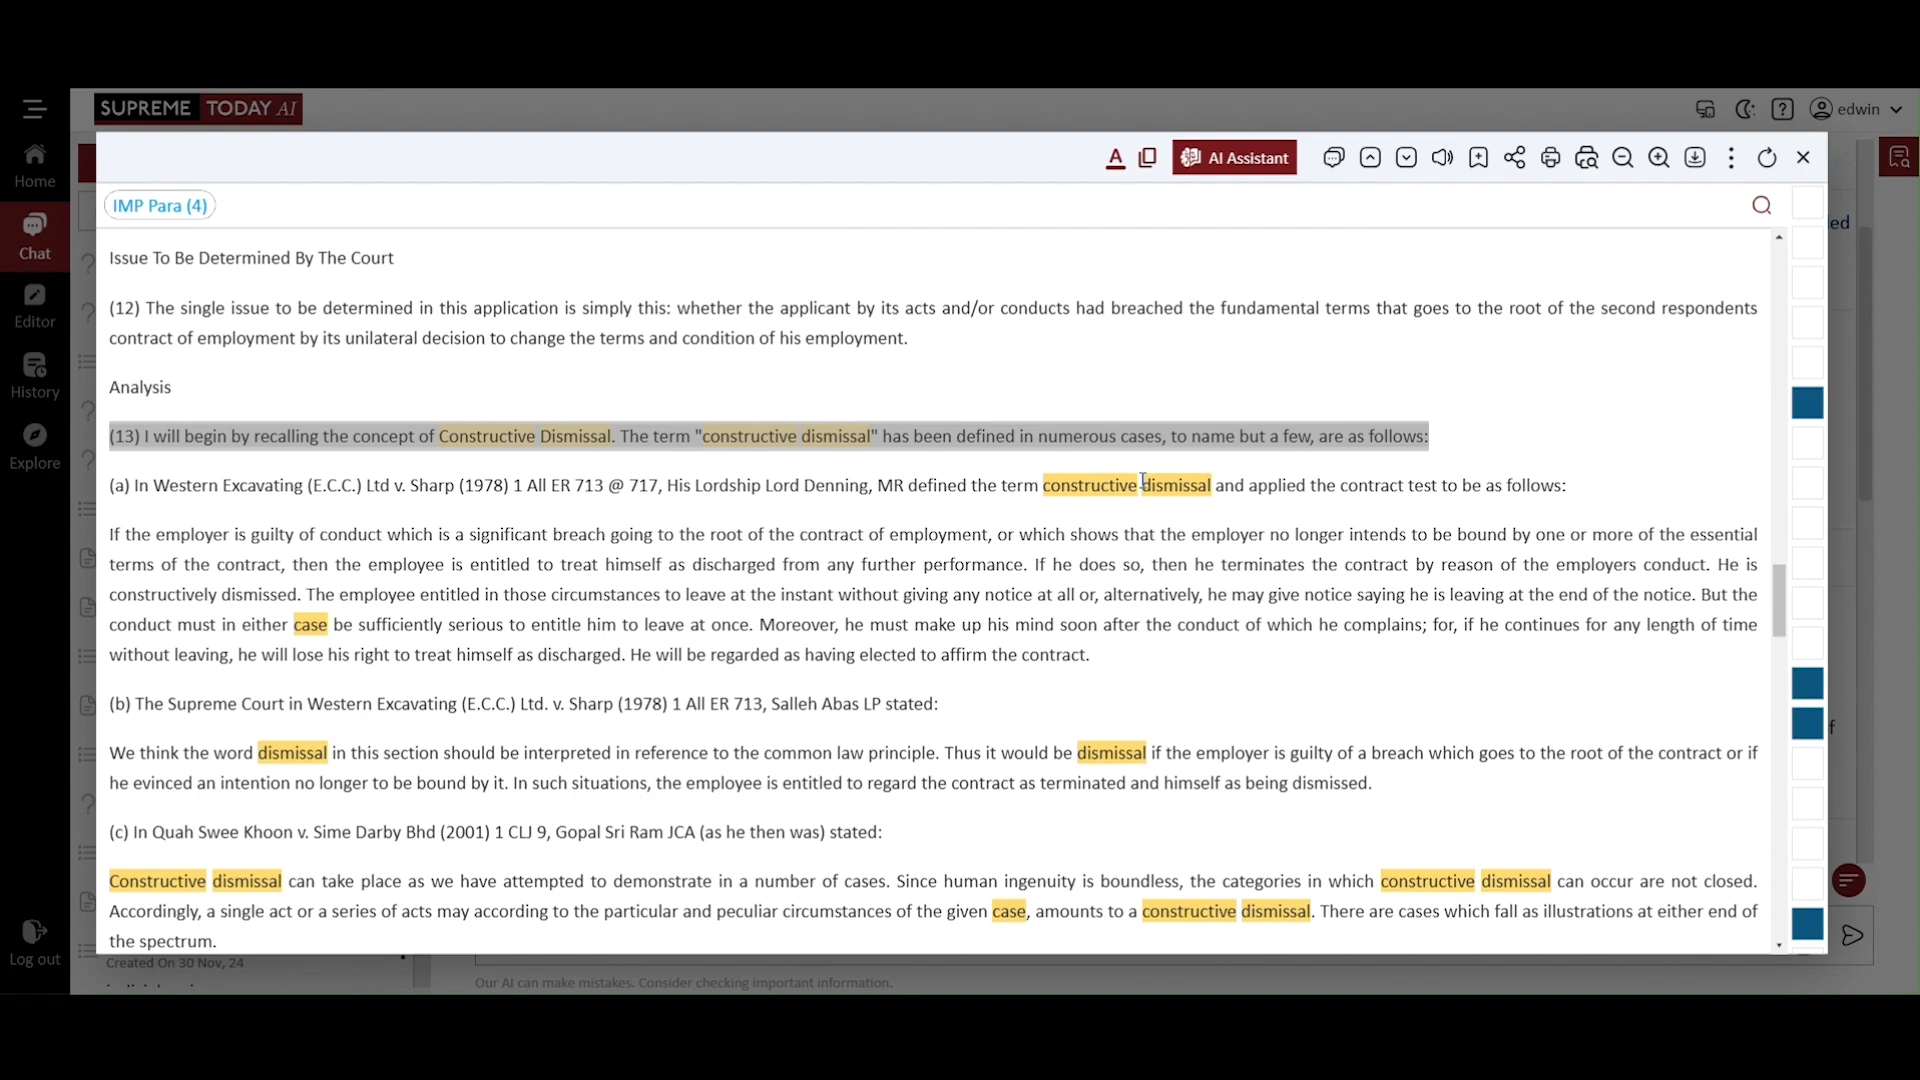 SUPREME TODAY AI
edwin
AI Assistant
Home
Chat
Editor
History
Explore
Log out
IMP Para (4)
led
Issue To Be Determined By The Court
(12) The single issue to be determined in this application is simply this: whether the applicant by its acts and/or conducts had breached the fundamental terms that goes to the root of the second respondents
contract of employment by its unilateral decision to change the terms and condition of his employment.
Analysis
(13) I will begin by recalling the concept of Constructive Dismissal. The term "constructive dismissal" has been defined in numerous cases, to name but a few, are as follows:
(a) In Western Excavating (E.C.C.) Ltd v. Sharp (1978) 1 All ER 713 @ 717, His Lordship Lord Denning, MR defined the term constructive dismissal and applied the contract test to be as follows:
If the employer is guilty of conduct which is a significant breach going to the root of the contract of employment, or which shows that the employer no longer intends to be bound by one or more of the essential
terms of the contract, then the employee is entitled to treat himself as discharged from any further performance. If he does so, then he terminates the contract by reason of the employers conduct. He is
constructively dismissed. The employee entitled in those circumstances to leave at the instant without giving any notice at all or, alternatively, he may give notice saying he is leaving at the end of the notice. But the
conduct must in either case be sufficiently serious to entitle him to leave at once. Moreover, he must make up his mind soon after the conduct of which he complains; for, if he continues for any length of time
without leaving, he will lose his right to treat himself as discharged. He will be regarded as having elected to affirm the contract.
(b) The Supreme Court in Western Excavating (E.C.C.) Ltd. v. Sharp (1978) 1 All ER 713, Salleh Abas LP stated:
We think the word dismissal in this section should be interpreted in reference to the common law principle. Thus it would be dismissal if the employer is guilty of a breach which goes to the root of the contract or if
he evinced an intention no longer to be bound by it. In such situations, the employee is entitled to regard the contract as terminated and himself as being dismissed.
(c) In Quah Swee Khoon v. Sime Darby Bhd (2001) 1 CLJ 9, Gopal Sri Ram JCA (as he then was) stated:
Constructive dismissal can take place as we have attempted to demonstrate in a number of cases. Since human ingenuity is boundless, the categories in which constructive dismissal can occur are not closed.
Accordingly, a single act or a series of acts may according to the particular and peculiar circumstances of the given case, amounts to a constructive dismissal. There are cases which fall as illustrations at either end of
the spectrum.
Created On 30 Nov, 24
Our AI can make mistakes. Consider checking important information.